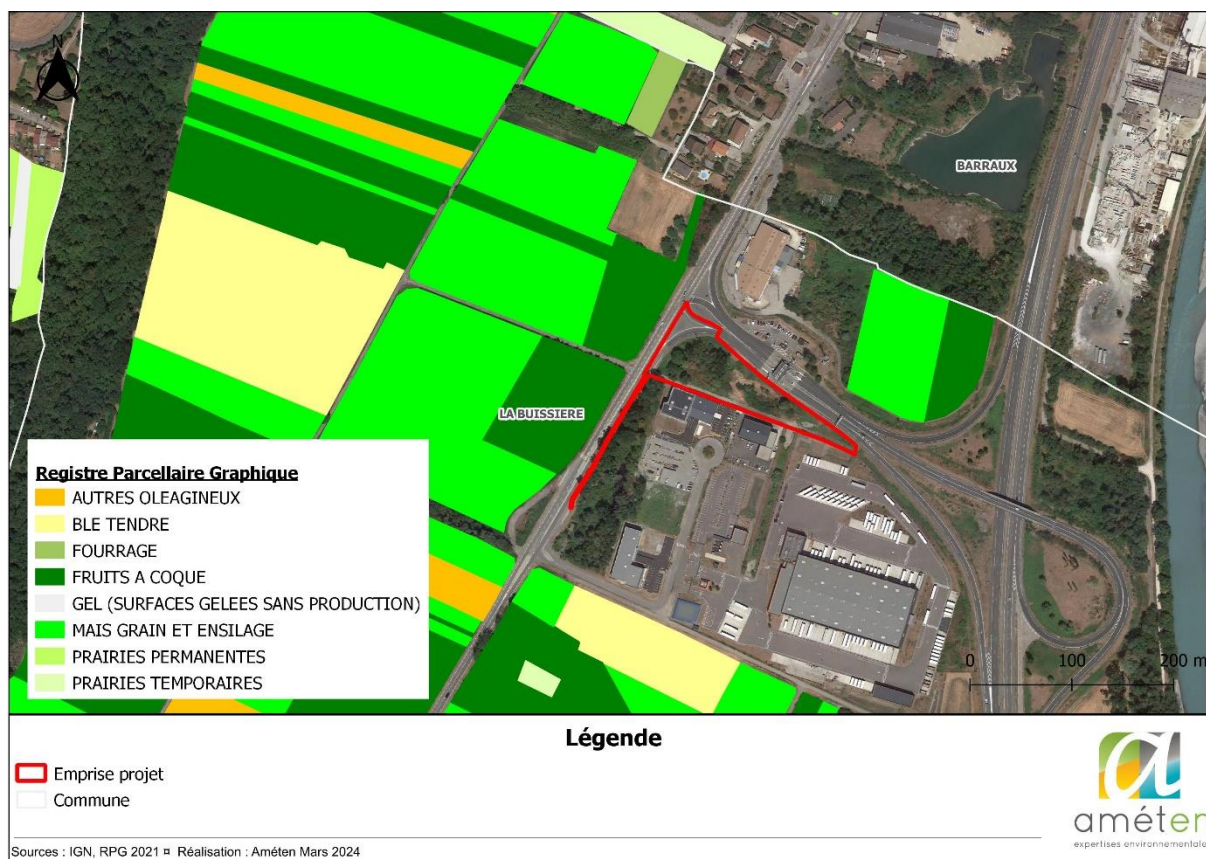 N
BARRAUX
LA BUISSIERE
Registre Parcellaire Graphique
AUTRES OLEAGINEUX
BLE TENDRE
FOURRAGE
FRUITS A COQUE
GEL (SURFACES GELEES SANS PRODUCTION)
MAIS GRAIN ET ENSILAGE
PRAIRIES PERMANENTES
PRAIRIES TEMPORAIRES
0 100 200 m
Légende
Emprise projet
Commune
améten
expertises environnementales
Sources : IGN, RPG 2021 ¤ Réalisation : Améten Mars 2024